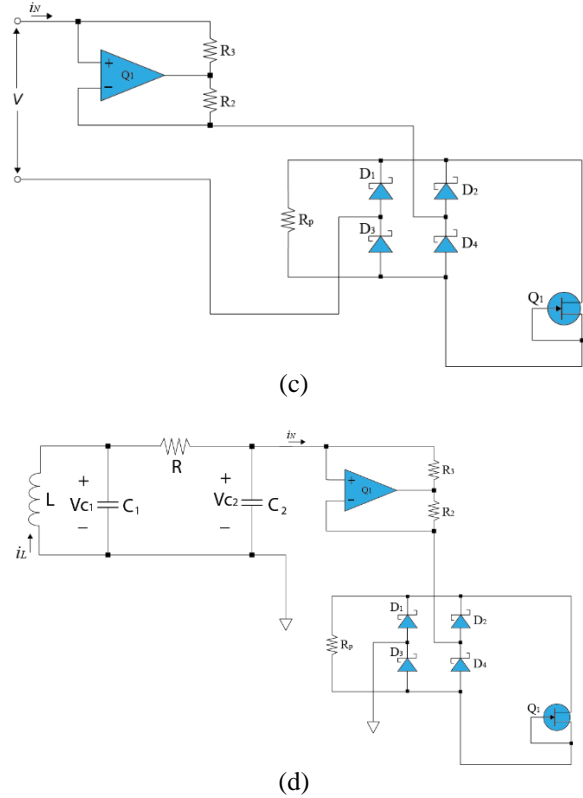 iN
R3
+
Q1
−
R2
V
D1
D2
Rp
D3
D4
Q1
(c)
iN
R
R3
+
Q1
−
R2
L
+
VC1
−
C1
+
VC2
−
C2
iL
D1
D2
Rp
D3
D4
Q1
(d)